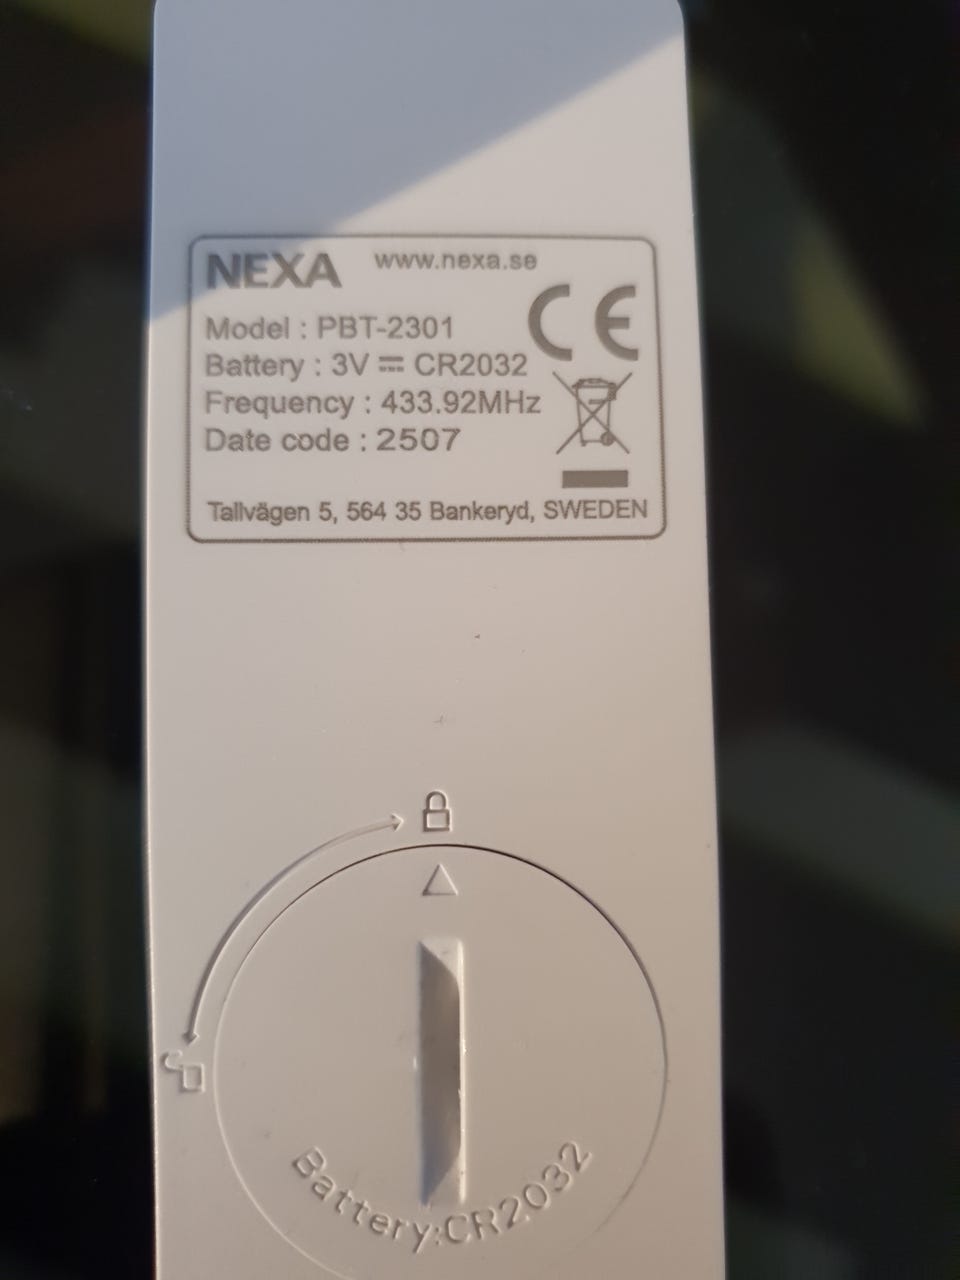 NEXA www.nexa.se
Model : PBT-2301
Battery : 3V ⎓ CR2032
Frequency : 433.92MHz
Date code : 2507
CE
Tallvägen 5, 564 35 Bankeryd, SWEDEN
Battery:CR2032